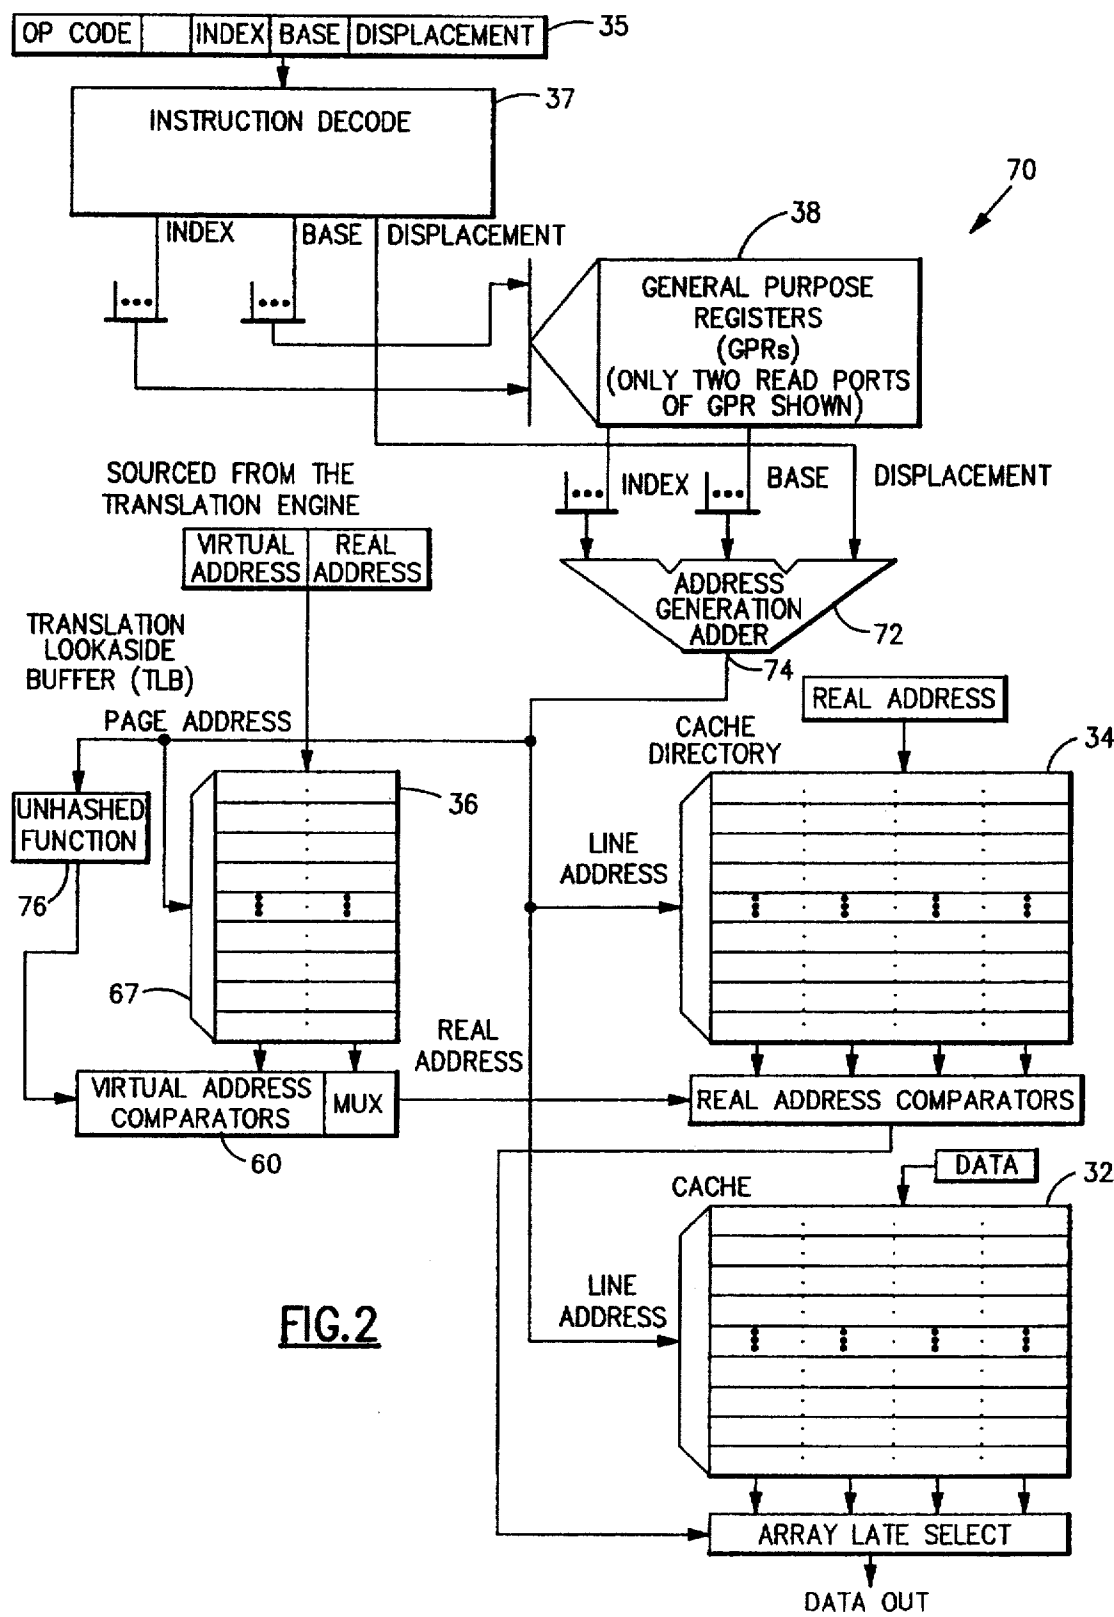 OP CODE INDEX BASE DISPLACEMENT
35
37
INSTRUCTION DECODE
70
INDEX BASE DISPLACEMENT
38
GENERAL PURPOSE
REGISTERS
(GPRs)
(ONLY TWO READ PORTS
OF GPR SHOWN)
SOURCED FROM THE
TRANSLATION ENGINE
INDEX BASE DISPLACEMENT
VIRTUAL ADDRESS
REAL ADDRESS
ADDRESS
GENERATION
ADDER
72
74
TRANSLATION
LOOKASIDE
BUFFER (TLB)
PAGE ADDRESS
REAL ADDRESS
CACHE
DIRECTORY
34
36
UNHASHED
FUNCTION
76
LINE
ADDRESS
67
REAL
ADDRESS
VIRTUAL ADDRESS
COMPARATORS
MUX
60
REAL ADDRESS COMPARATORS
DATA
CACHE
32
LINE
ADDRESS
FIG.2
ARRAY LATE SELECT
DATA OUT